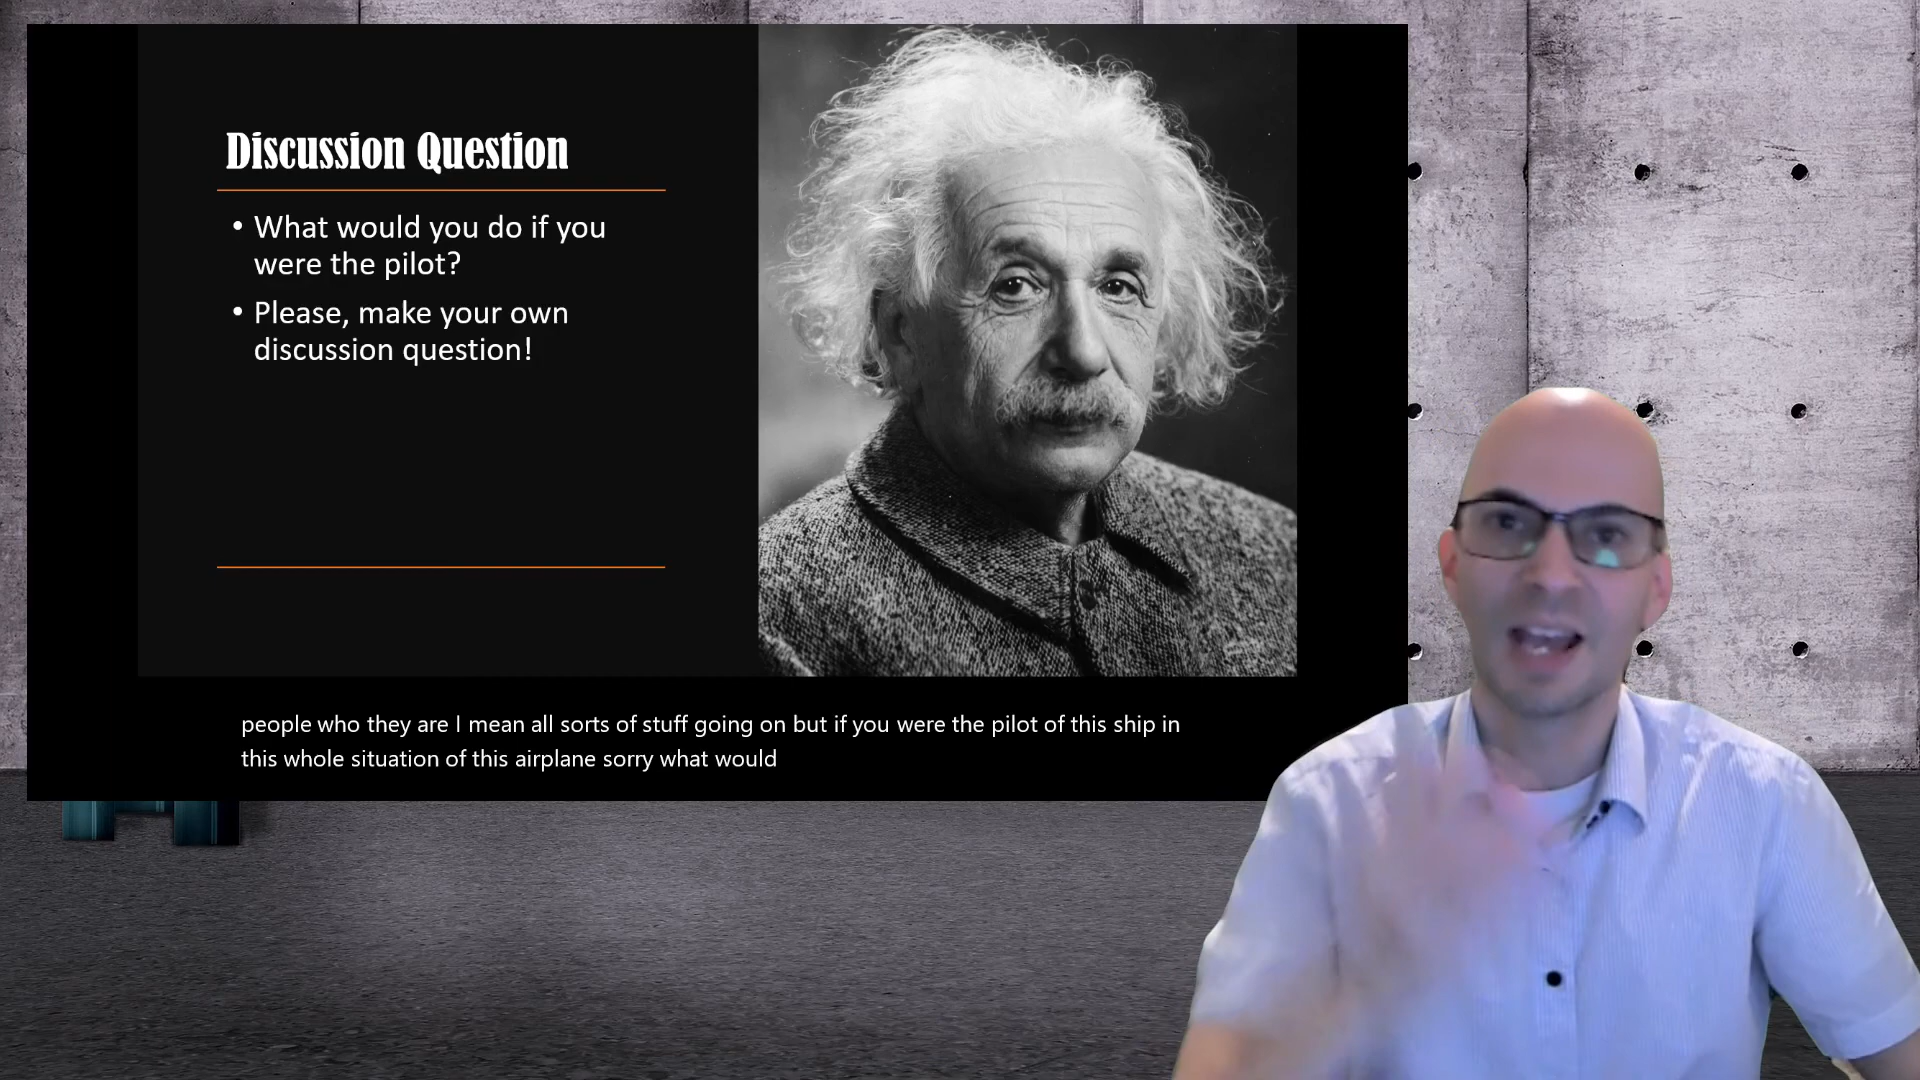 Discussion Question
• What would you do if you
were the pilot?
• Please, make your own
discussion question!
people who they are I mean all sorts of stuff going on but if you were the pilot of this ship in
this whole situation of this airplane sorry what would